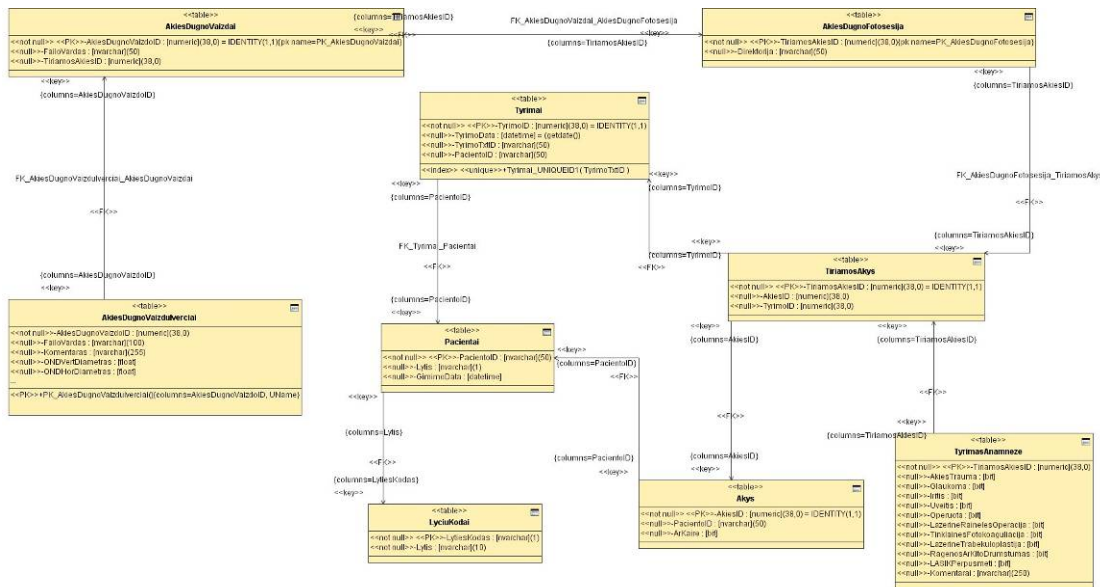 <<table>>
AkiesDugnoVaizdai
<<not null>> <<PK>>-AkiesDugnoVaizdoID : [numeric](38,0) = IDENTITY(1,1){pk name=PK_AkiesDugnoVaizdai}
<<null>>-FailoVardas : [nvarchar](50)
<<null>>-TiriamosAkiesID : [numeric](38,0)
{columns=TiriamosAkiesID}
<<key>>
<<FK>>
FK_AkiesDugnoVaizdai_AkiesDugnoFotosesija
<<key>>
{columns=TiriamosAkiesID}
<<table>>
AkiesDugnoFotosesija
<<not null>> <<PK>>-TiriamosAkiesID : [numeric](38,0){pk name=PK_AkiesDugnoFotosesija}
<<null>>-Direktorija : [nvarchar](50)
<<key>>
{columns=AkiesDugnoVaizdoID}
<<key>>
{columns=TiriamosAkiesID}
<<table>>
Tyrimai
<<not null>> <<PK>>-TyrimoID : [numeric](38,0) = IDENTITY(1,1)
<<null>>-TyrimoData : [datetime] = (getdate())
<<null>>-TyrimoTxtID : [nvarchar](50)
<<null>>-PacientoID : [nvarchar](50)
<<index>> <<unique>>+Tyrimai_UNIQUEID1( TyrimoTxtID )
FK_AkiesDugnoVaizduIverciai_AkiesDugnoVaizdai
<<FK>>
<<key>>
{columns=PacientoID}
<<key>>
{columns=TyrimoID}
FK_AkiesDugnoFotosesija_TiriamosAkys
<<FK>>
FK_Tyrimai_Pacientai
<<FK>>
{columns=TiriamosAkiesID}
<<key>>
<<key>>
{columns=TyrimoID}
<<FK>>
{columns=AkiesDugnoVaizdoID}
<<key>>
<<table>>
TiriamosAkys
<<not null>> <<PK>>-TiriamosAkiesID : [numeric](38,0) = IDENTITY(1,1)
<<null>>-AkiesID : [numeric](38,0)
<<null>>-TyrimoID : [numeric](38,0)
<<table>>
AkiesDugnoVaizduIverciai
<<not null>>-AkiesDugnoVaizdoID : [numeric](38,0)
<<null>>-FailoVardas : [nvarchar](100)
<<null>>-Komentaras : [nvarchar](255)
<<null>>-ONDVertDiametras : [float]
<<null>>-ONDHorDiametras : [float]
...
<<PK>>+PK_AkiesDugnoVaizduIverciai(){columns=AkiesDugnoVaizdoID, UName}
{columns=PacientoID}
<<key>>
<<table>>
Pacientai
<<not null>> <<PK>>-PacientoID : [nvarchar](50)
<<null>>-Lytis : [nvarchar](1)
<<null>>-GimimoData : [datetime]
<<key>>
{columns=PacientoID}
<<FK>>
<<key>>
{columns=AkiesID}
<<key>>
{columns=TiriamosAkiesID}
<<key>>
{columns=Lytis}
<<FK>>
<<FK>>
<<FK>>
<<key>>
{columns=TiriamosAkiesID}
{columns=LytiesKodas}
<<key>>
{columns=PacientoID}
<<key>>
{columns=AkiesID}
<<key>>
<<table>>
LyciuKodai
<<not null>> <<PK>>-LytiesKodas : [nvarchar](1)
<<not null>>-Lytis : [nvarchar](10)
<<table>>
Akys
<<not null>> <<PK>>-AkiesID : [numeric](38,0) = IDENTITY(1,1)
<<null>>-PacientoID : [nvarchar](50)
<<null>>-ArKaire : [bit]
<<table>>
TyrimasAnamneze
<<not null>> <<PK>>-TiriamosAkiesID : [numeric](38,0)
<<null>>-AkiesTrauma : [bit]
<<null>>-Glaukoma : [bit]
<<null>>-Iritis : [bit]
<<null>>-Uveitis : [bit]
<<null>>-Operuota : [bit]
<<null>>-LazerineRainelesOperacija : [bit]
<<null>>-TinklainesFotokoaguliacija : [bit]
<<null>>-LazerineTrabekuloplastija : [bit]
<<null>>-RagenosArKitoDrumstumas : [bit]
<<null>>-LASIKPerpusmeti : [bit]
<<null>>-Komentarai : [nvarchar](250)